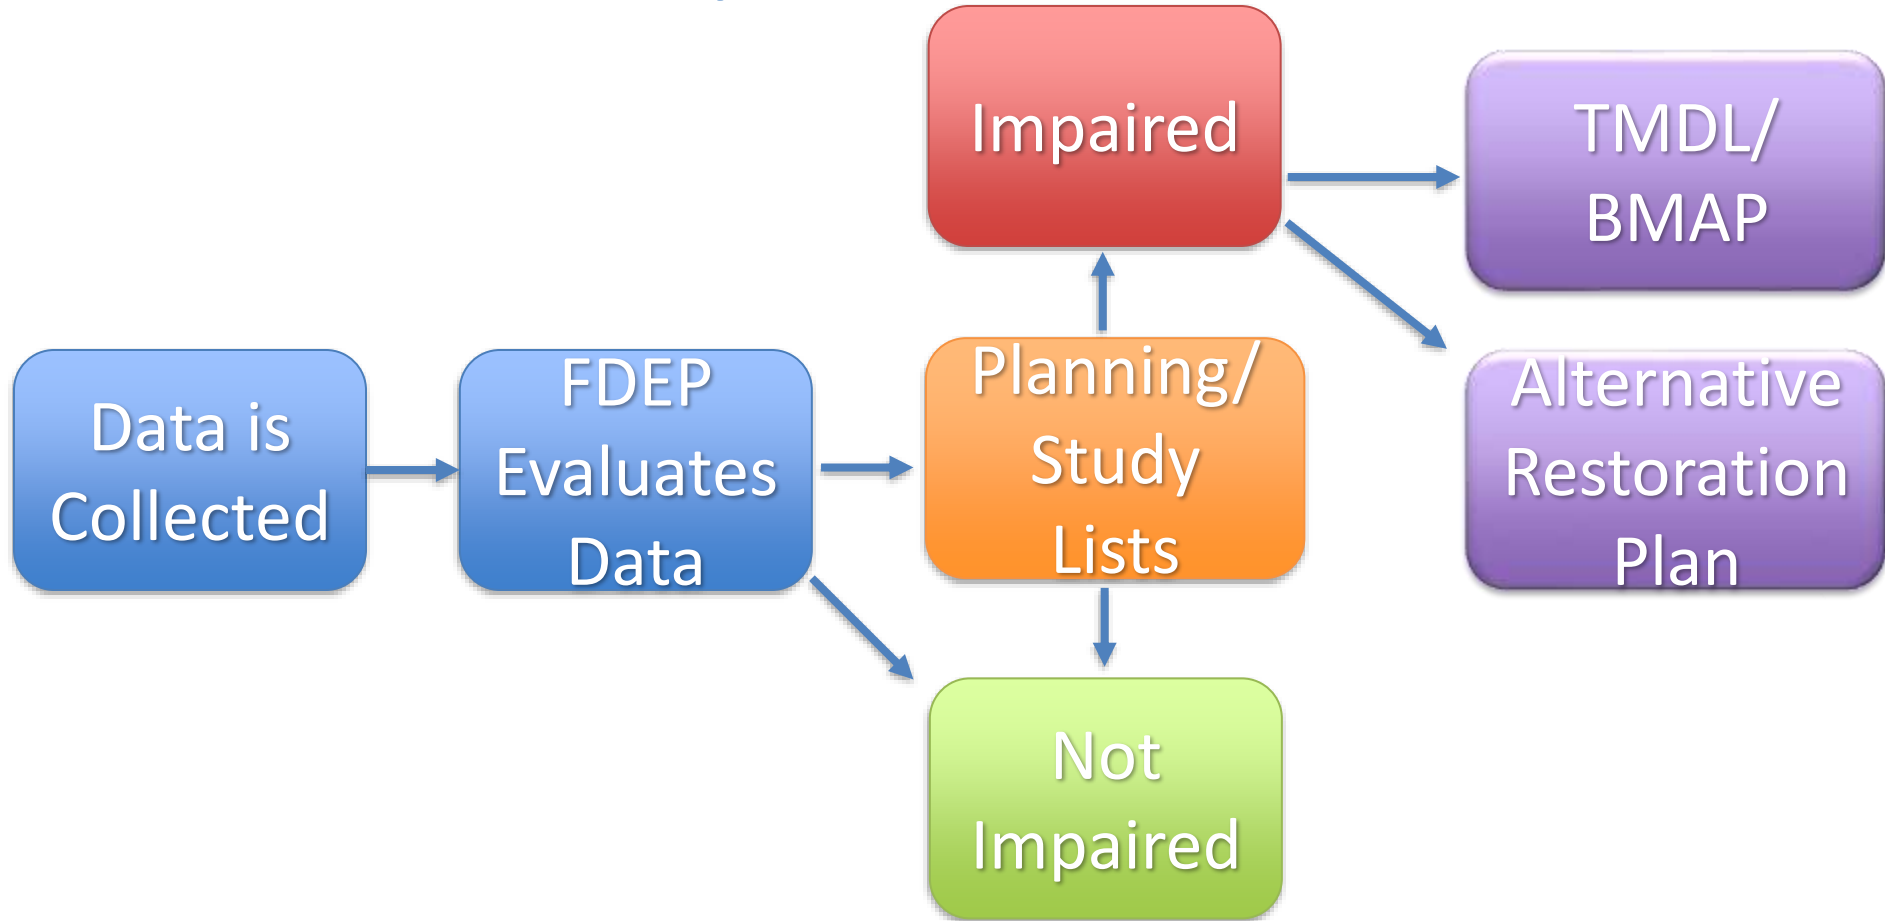 Data is
Collected
FDEP
Evaluates
Data
Planning/
Study
Lists
Impaired
Not
Impaired
TMDL/
BMAP
Alternative
Restoration
Plan